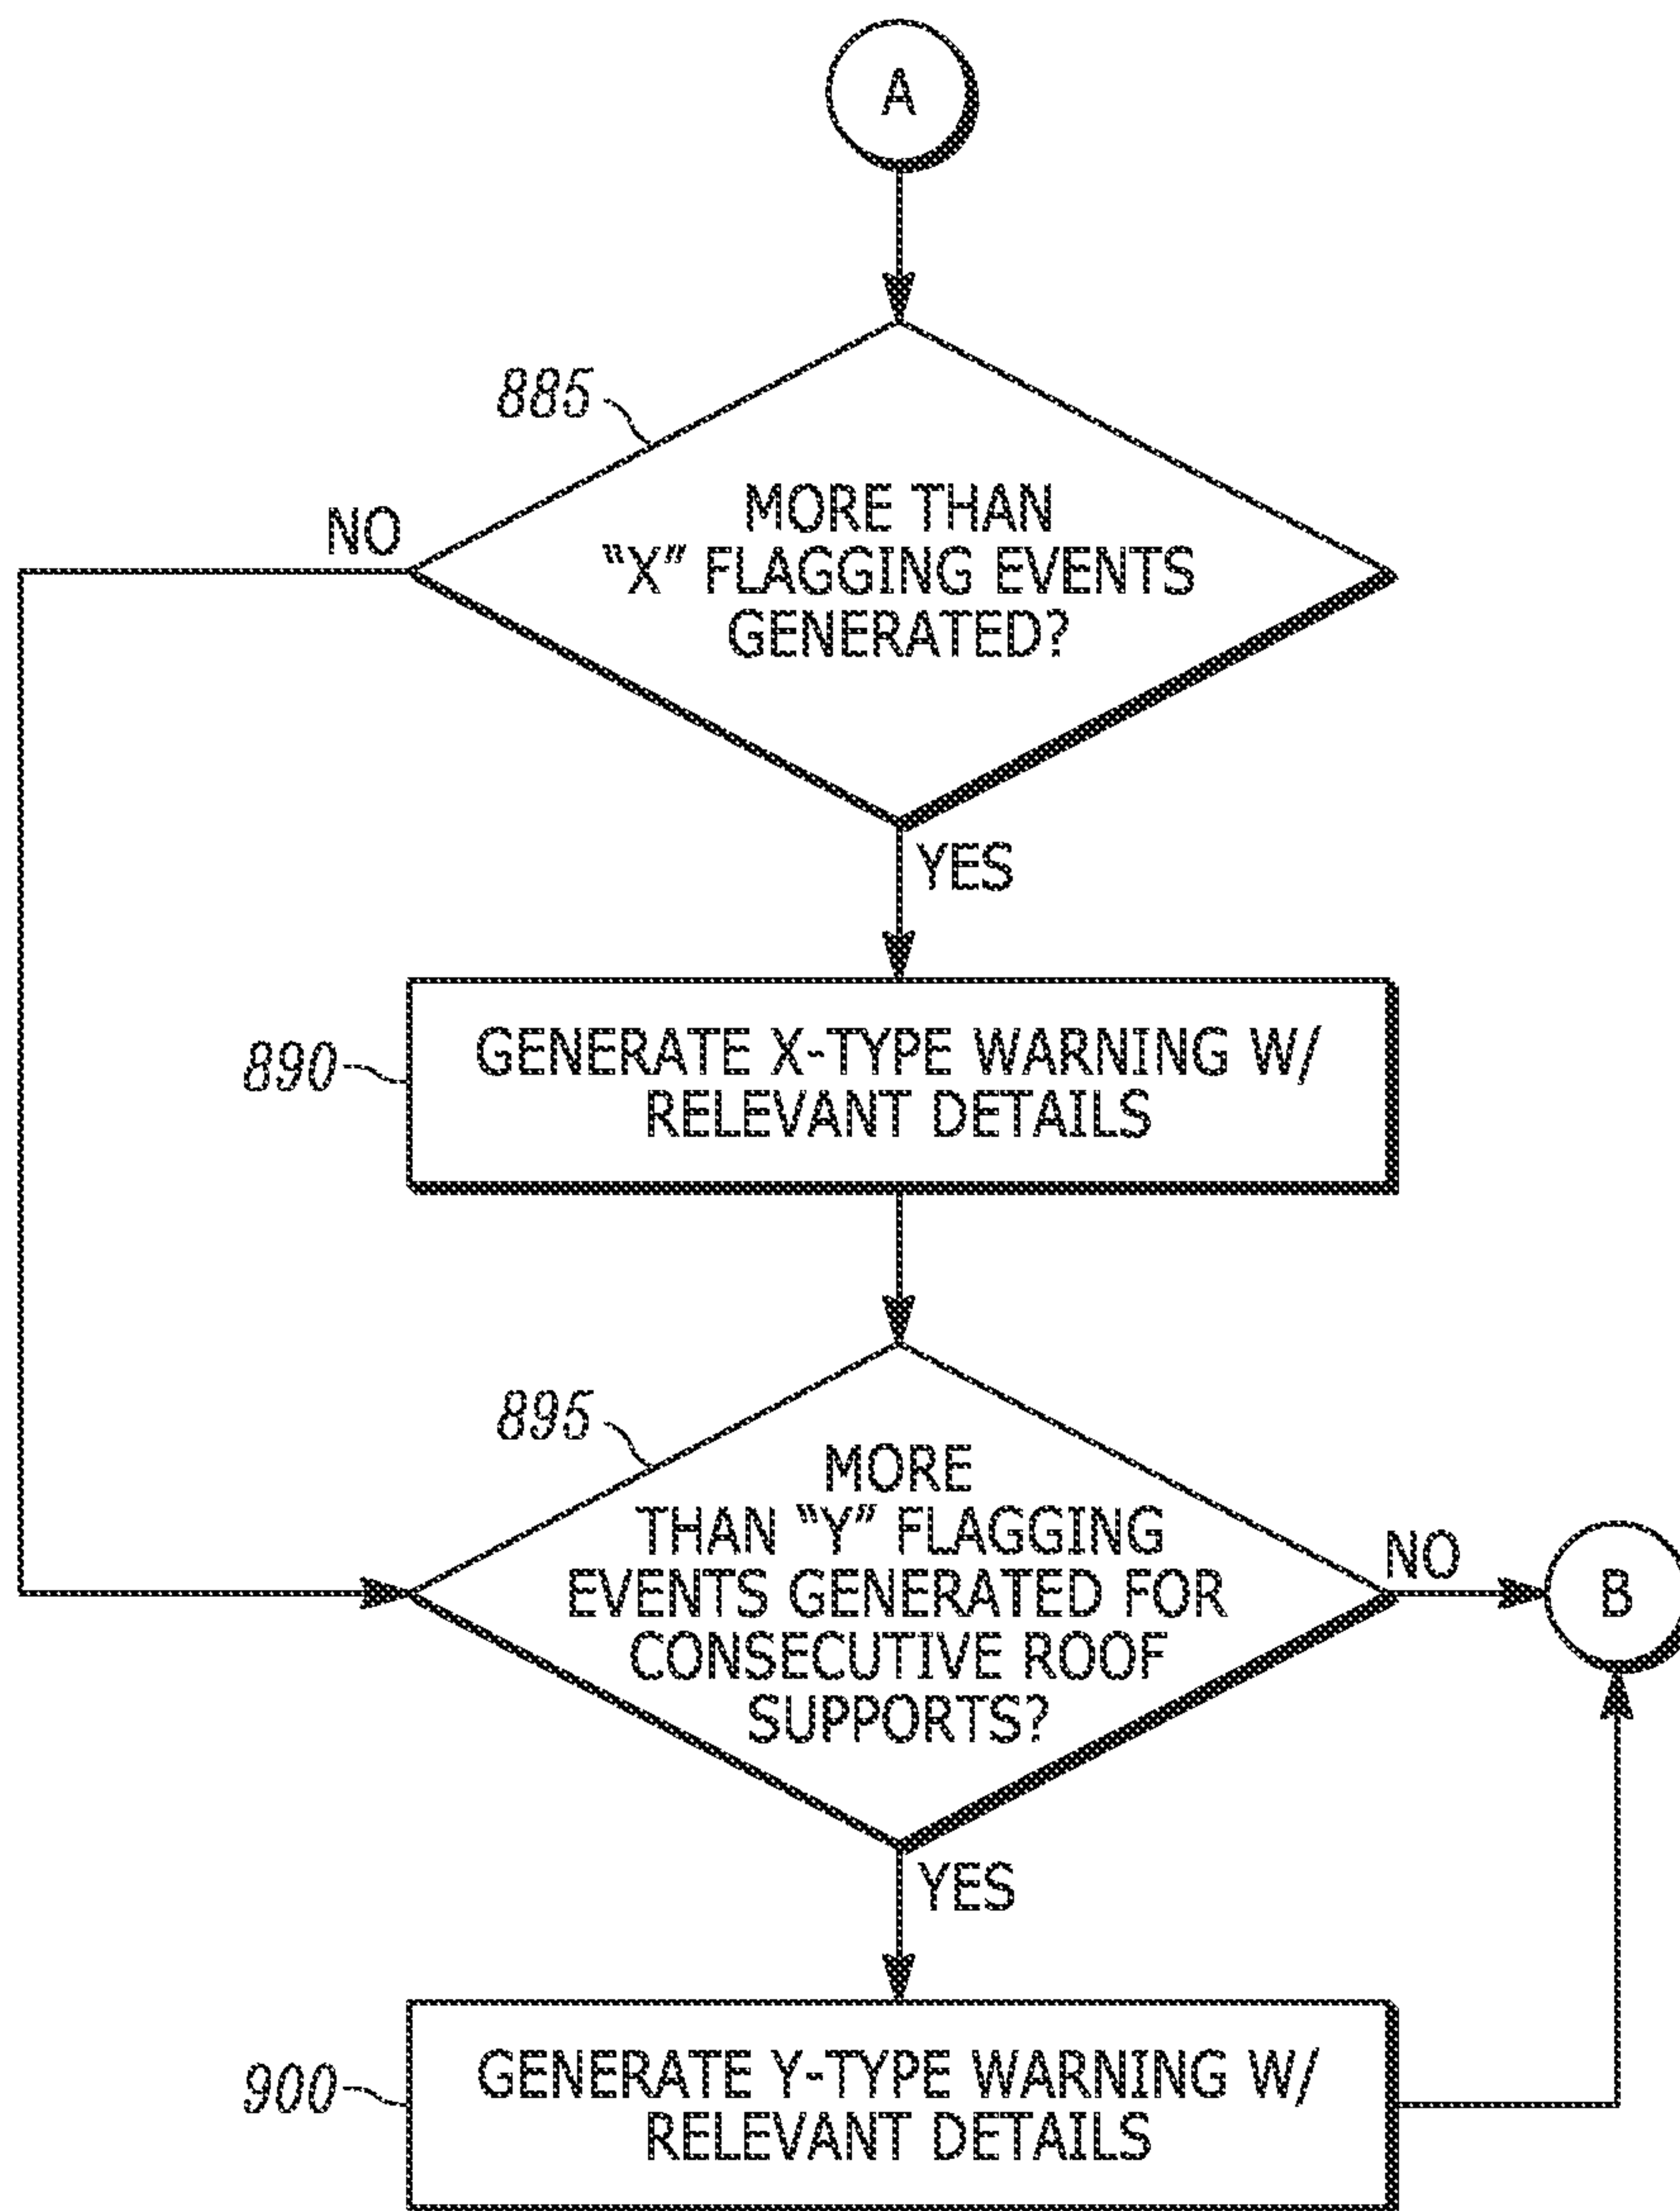 A
885
MORE THAN
“X” FLAGGING EVENTS
GENERATED?
NO
YES
890
GENERATE X-TYPE WARNING W/
RELEVANT DETAILS
895
MORE
THAN “Y” FLAGGING
EVENTS GENERATED FOR
CONSECUTIVE ROOF
SUPPORTS?
NO
B
YES
900
GENERATE Y-TYPE WARNING W/
RELEVANT DETAILS